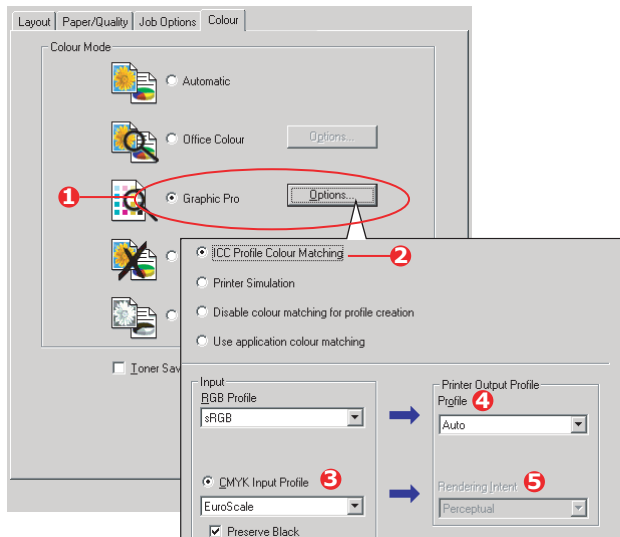 Layout Paper/Quality Job Options Colour
Colour Mode
Automatic
Office Colour Options...
1 Graphic Pro Options...
ICC Profile Colour Matching 2
Printer Simulation
Disable colour matching for profile creation
Use application colour matching
Toner Sav
Input
RGB Profile
sRGB
CMYK Input Profile 3
EuroScale
Preserve Black
Printer Output Profile
Profile 4
Auto
Rendering Intent 5
Perceptual